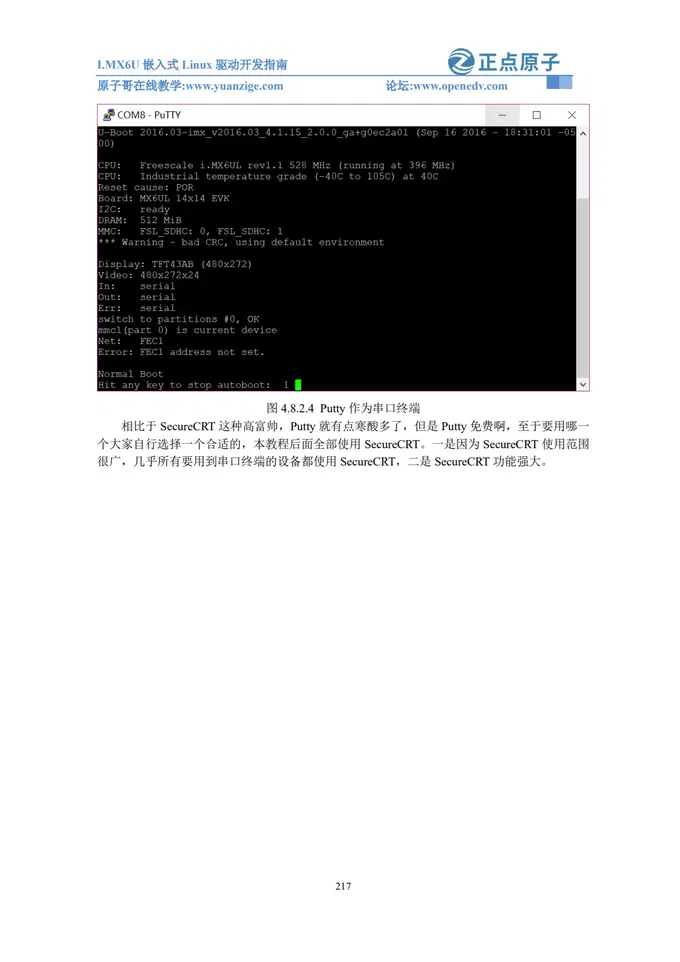 I.MX6U 嵌入式 Linux 驱动开发指南
正点原子
原子哥在线教学:www.yuanzige.com
论坛:www.openedv.com
COM8 - PuTTY
U-Boot 2016.03-imx_v2016.03_4.1.15_2.0.0_ga+g0ec2a01 (Sep 16 2016 - 18:31:01 -05
00)
CPU:   Freescale i.MX6UL rev1.1 528 MHz (running at 396 MHz)
CPU:   Industrial temperature grade (-40C to 105C) at 40C
Reset cause: POR
Board: MX6UL 14x14 EVK
I2C:   ready
DRAM:  512 MiB
MMC:   FSL_SDHC: 0, FSL_SDHC: 1
*** Warning - bad CRC, using default environment
Display: TFT43AB (480x272)
Video: 480x272x24
In:    serial
Out:   serial
Err:   serial
switch to partitions #0, OK
mmc1(part 0) is current device
Net:   FEC1
Error: FEC1 address not set.
Normal Boot
Hit any key to stop autoboot:  1
图 4.8.2.4 Putty 作为串口终端
相比于 SecureCRT 这种高富帅，Putty 就有点寒酸多了，但是 Putty 免费啊，至于要用哪一
个大家自行选择一个合适的，本教程后面全部使用 SecureCRT。一是因为 SecureCRT 使用范围
很广，几乎所有要用到串口终端的设备都使用 SecureCRT，二是 SecureCRT 功能强大。
217